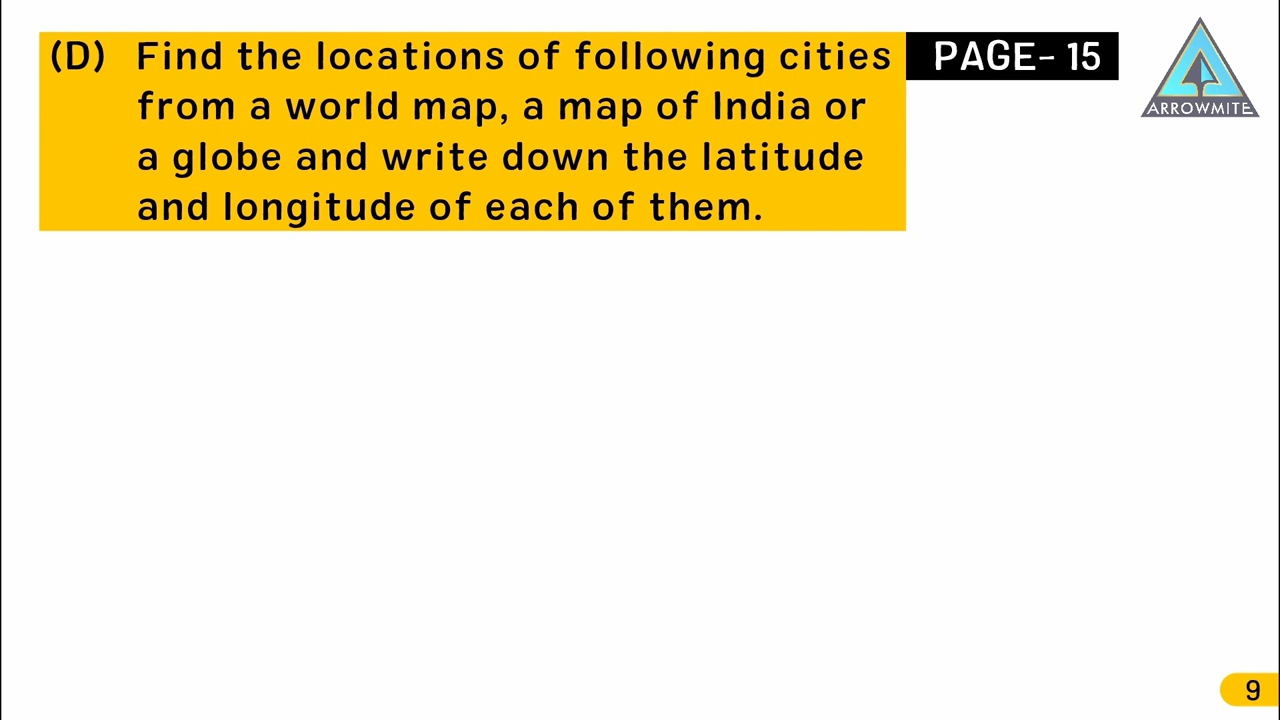 (D) Find the locations of following cities
from a world map, a map of India or
a globe and write down the latitude
and longitude of each of them.
PAGE- 15
ARROWMITE
9